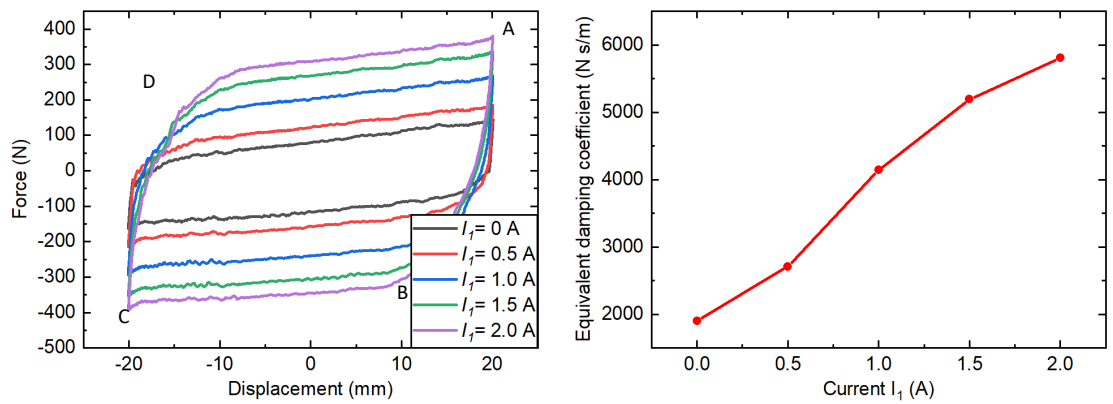 400
300
200
100
0
-100
-200
-300
-400
-500
Force (N)
-20
-10
0
10
20
Displacement (mm)
A
D
B
C
I1= 0 A
I1= 0.5 A
I1= 1.0 A
I1= 1.5 A
I1= 2.0 A
6000
5000
4000
3000
2000
Equivalent damping coefficient (N s/m)
0.0
0.5
1.0
1.5
2.0
Current I1 (A)